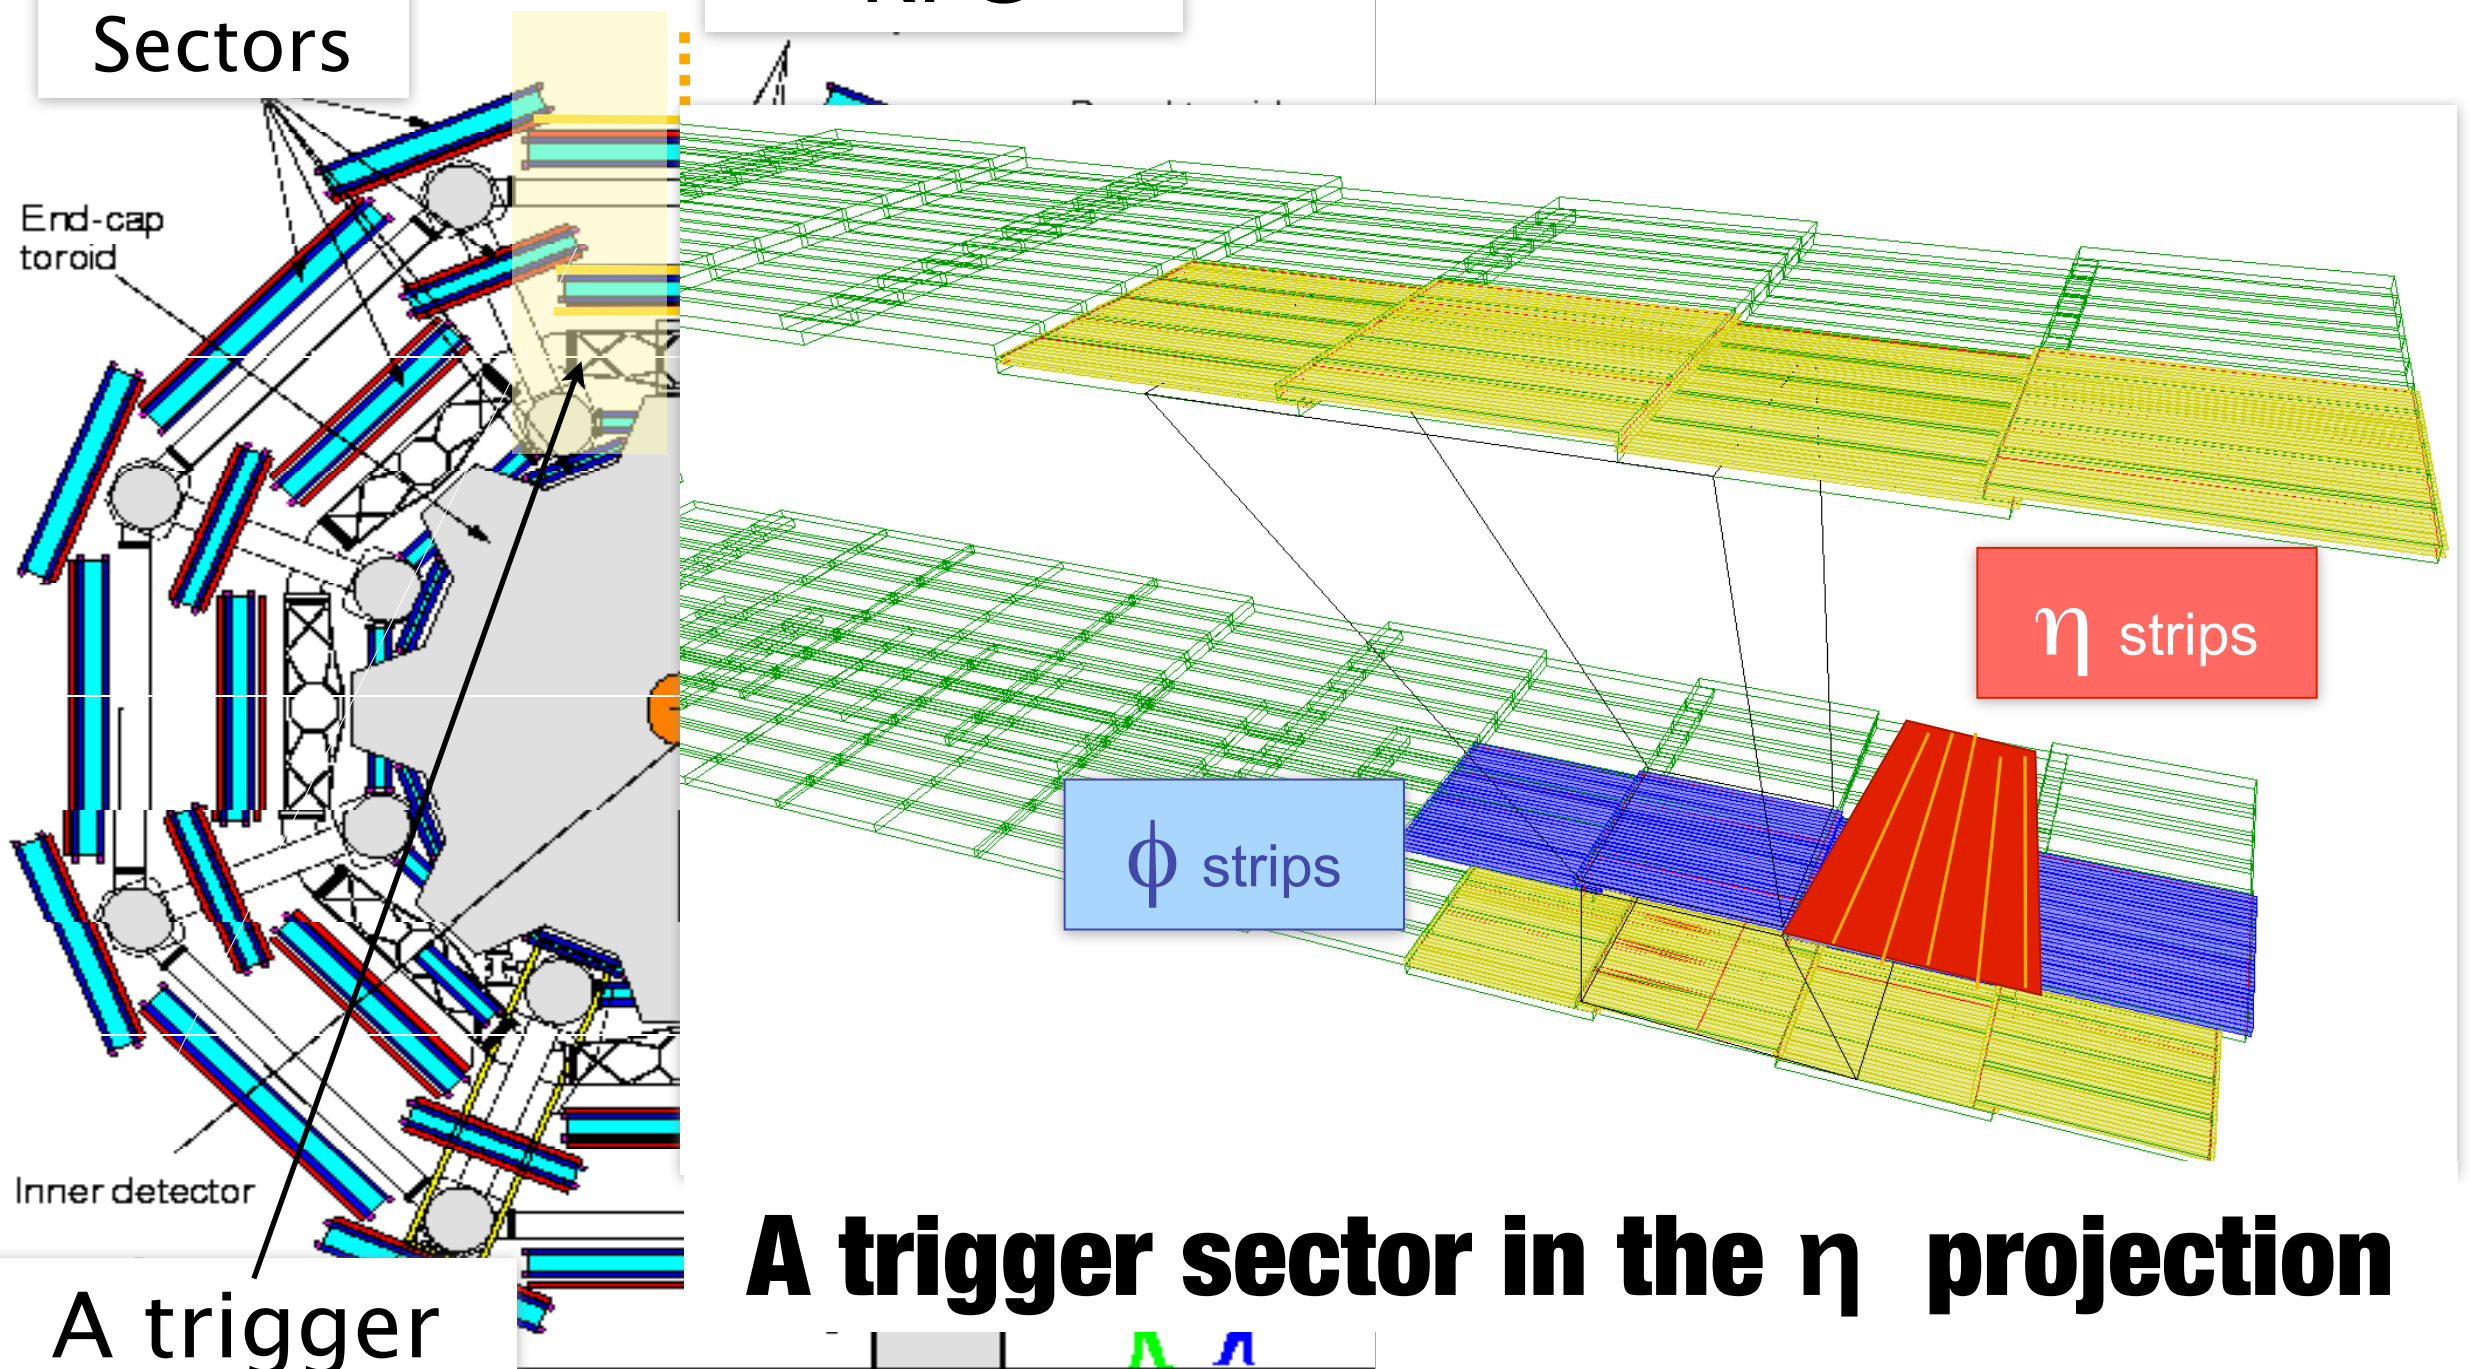 Sectors
End-cap
toroid
η strips
ϕ strips
Inner detector
A trigger sector in the η projection
A trigger